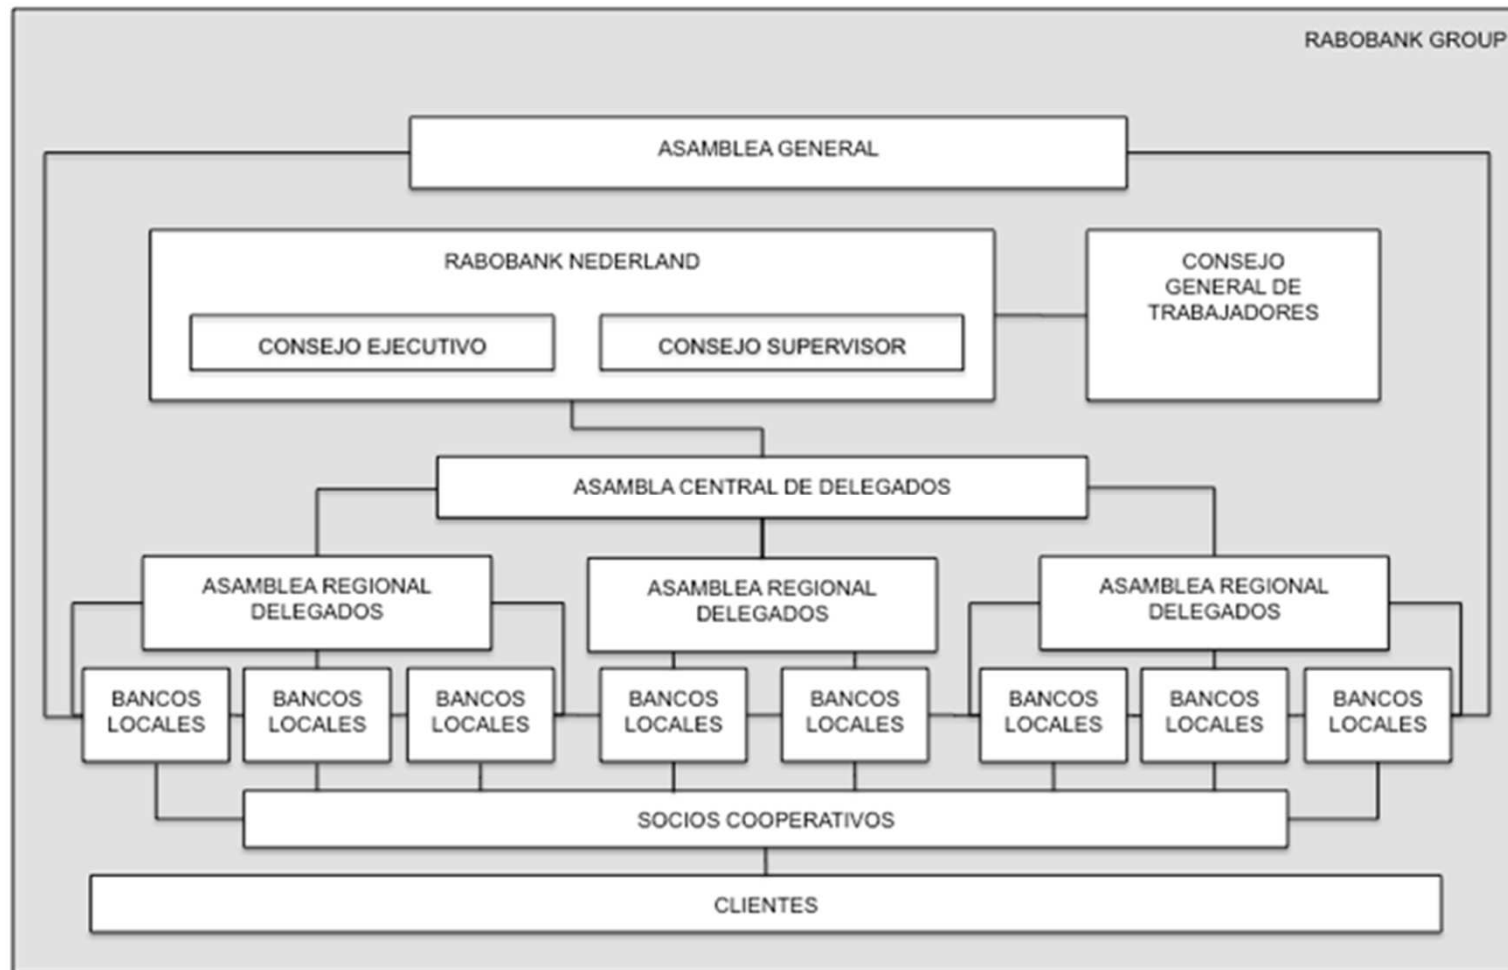 RABOBANK GROUP
ASAMBLEA GENERAL
RABOBANK NEDERLAND
CONSEJO EJECUTIVO
CONSEJO SUPERVISOR
CONSEJO
GENERAL DE
TRABAJADORES
ASAMBLA CENTRAL DE DELEGADOS
ASAMBLEA REGIONAL
DELEGADOS
ASAMBLEA REGIONAL
DELEGADOS
ASAMBLEA REGIONAL
DELEGADOS
BANCOS
LOCALES
BANCOS
LOCALES
BANCOS
LOCALES
BANCOS
LOCALES
BANCOS
LOCALES
BANCOS
LOCALES
BANCOS
LOCALES
BANCOS
LOCALES
SOCIOS COOPERATIVOS
CLIENTES